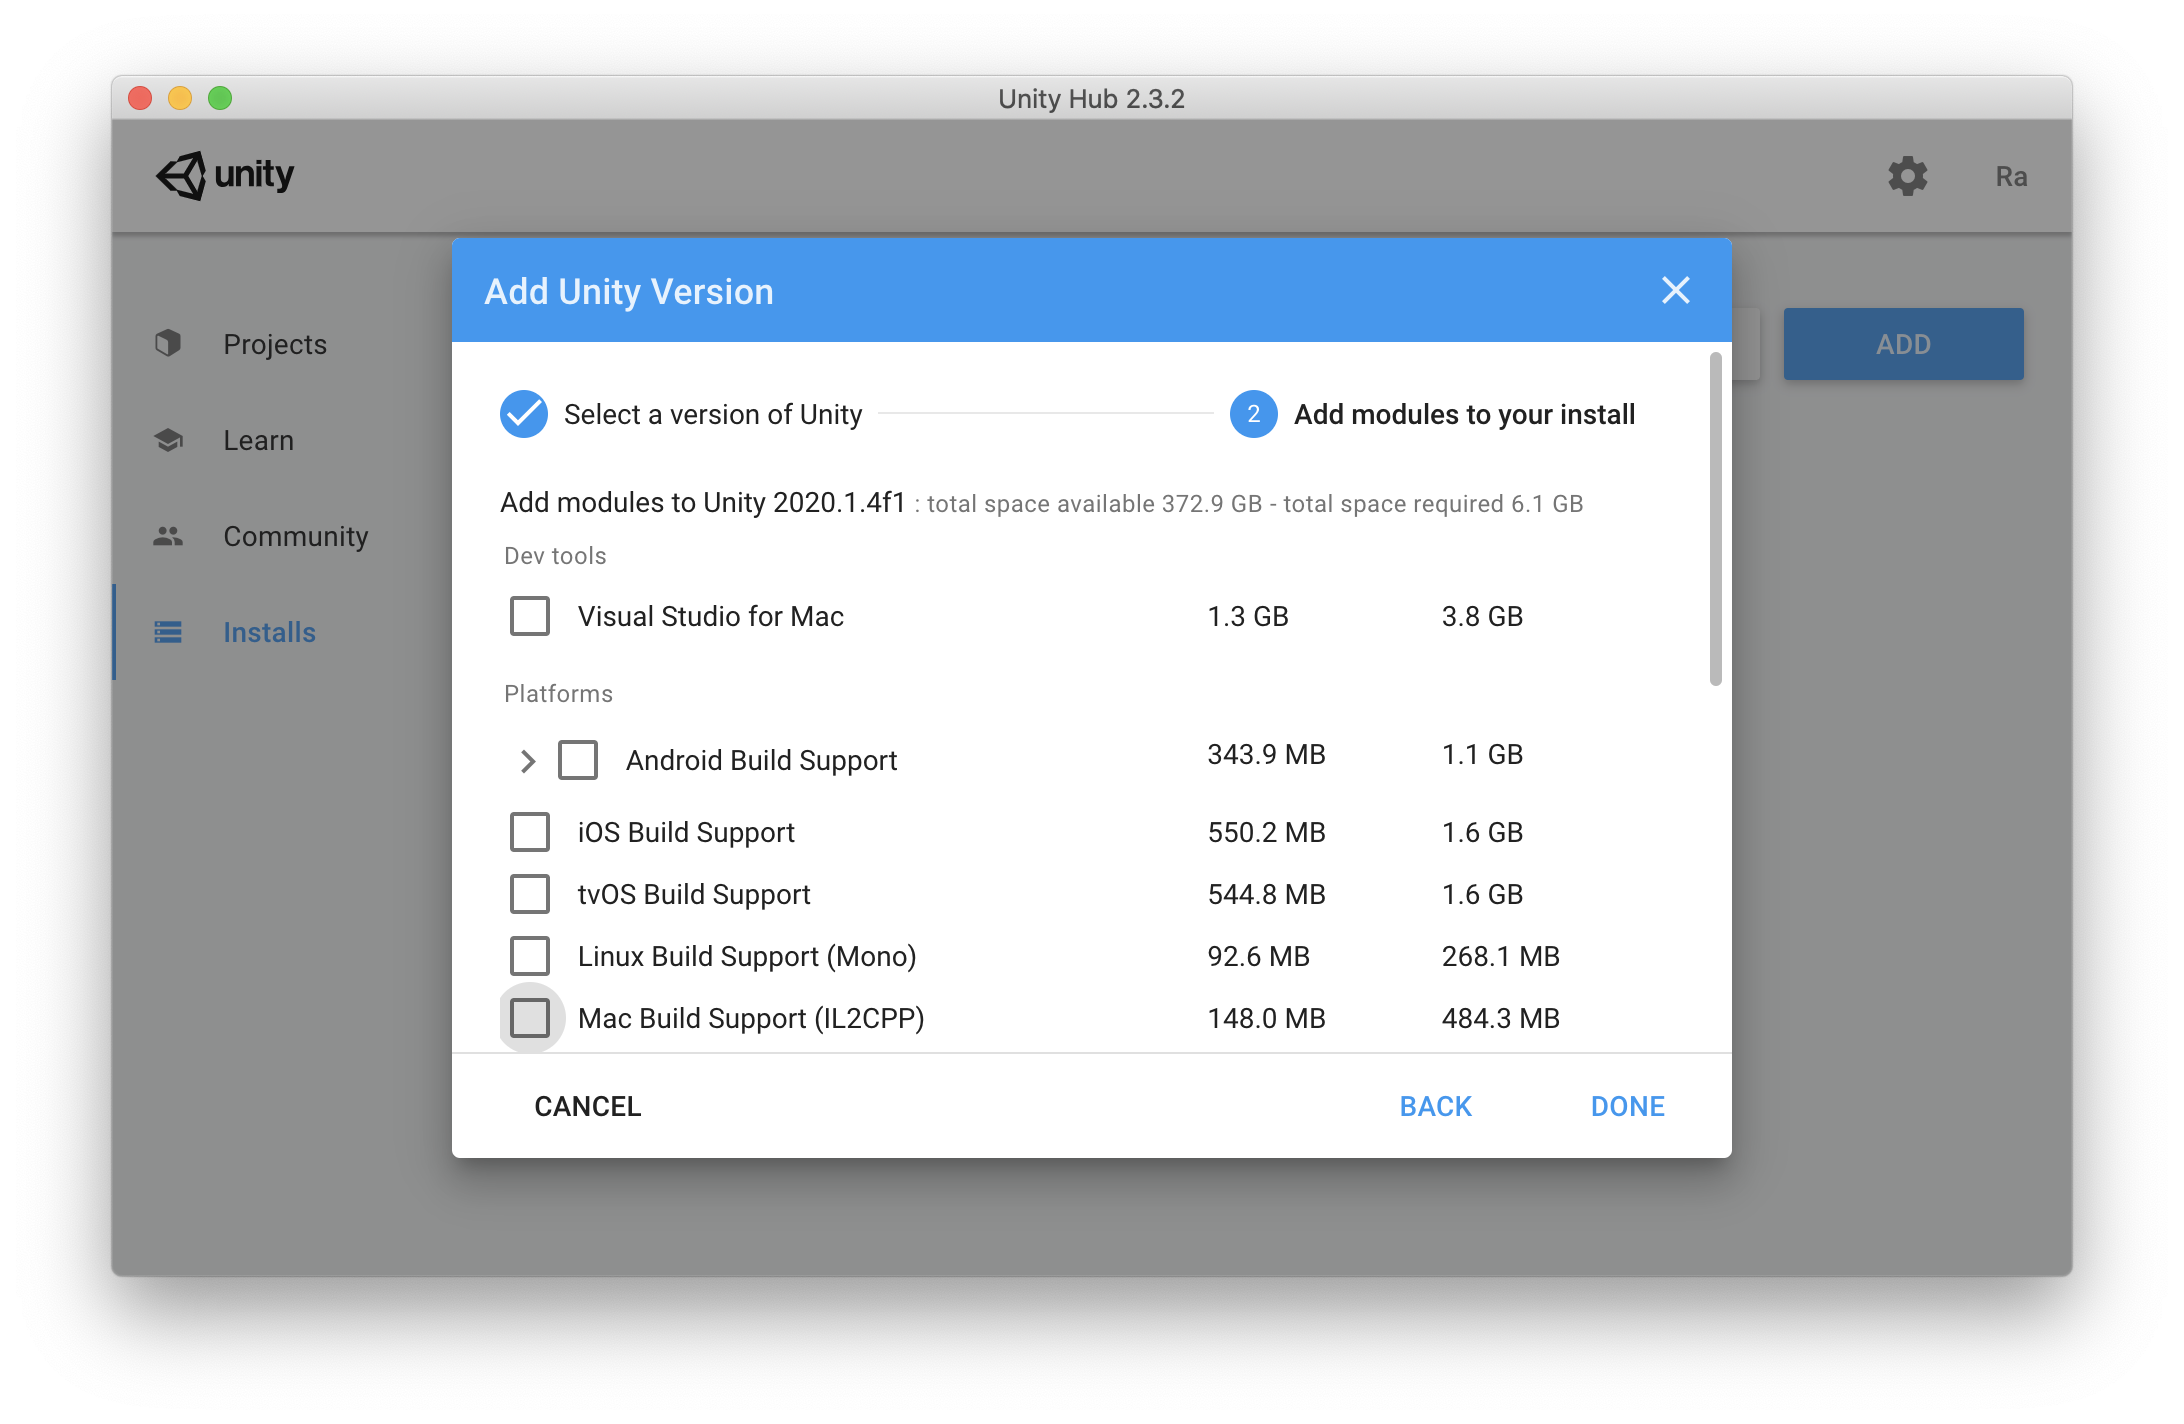 Unity Hub 2.3.2
unity
Ra
Add Unity Version
Projects
ADD
Select a version of Unity
2 Add modules to your install
Learn
Add modules to Unity 2020.1.4f1 : total space available 372.9 GB - total space required 6.1 GB
Community
Dev tools
Visual Studio for Mac 1.3 GB 3.8 GB
Installs
Platforms
Android Build Support 343.9 MB 1.1 GB
iOS Build Support 550.2 MB 1.6 GB
tvOS Build Support 544.8 MB 1.6 GB
Linux Build Support (Mono) 92.6 MB 268.1 MB
Mac Build Support (IL2CPP) 148.0 MB 484.3 MB
CANCEL BACK DONE